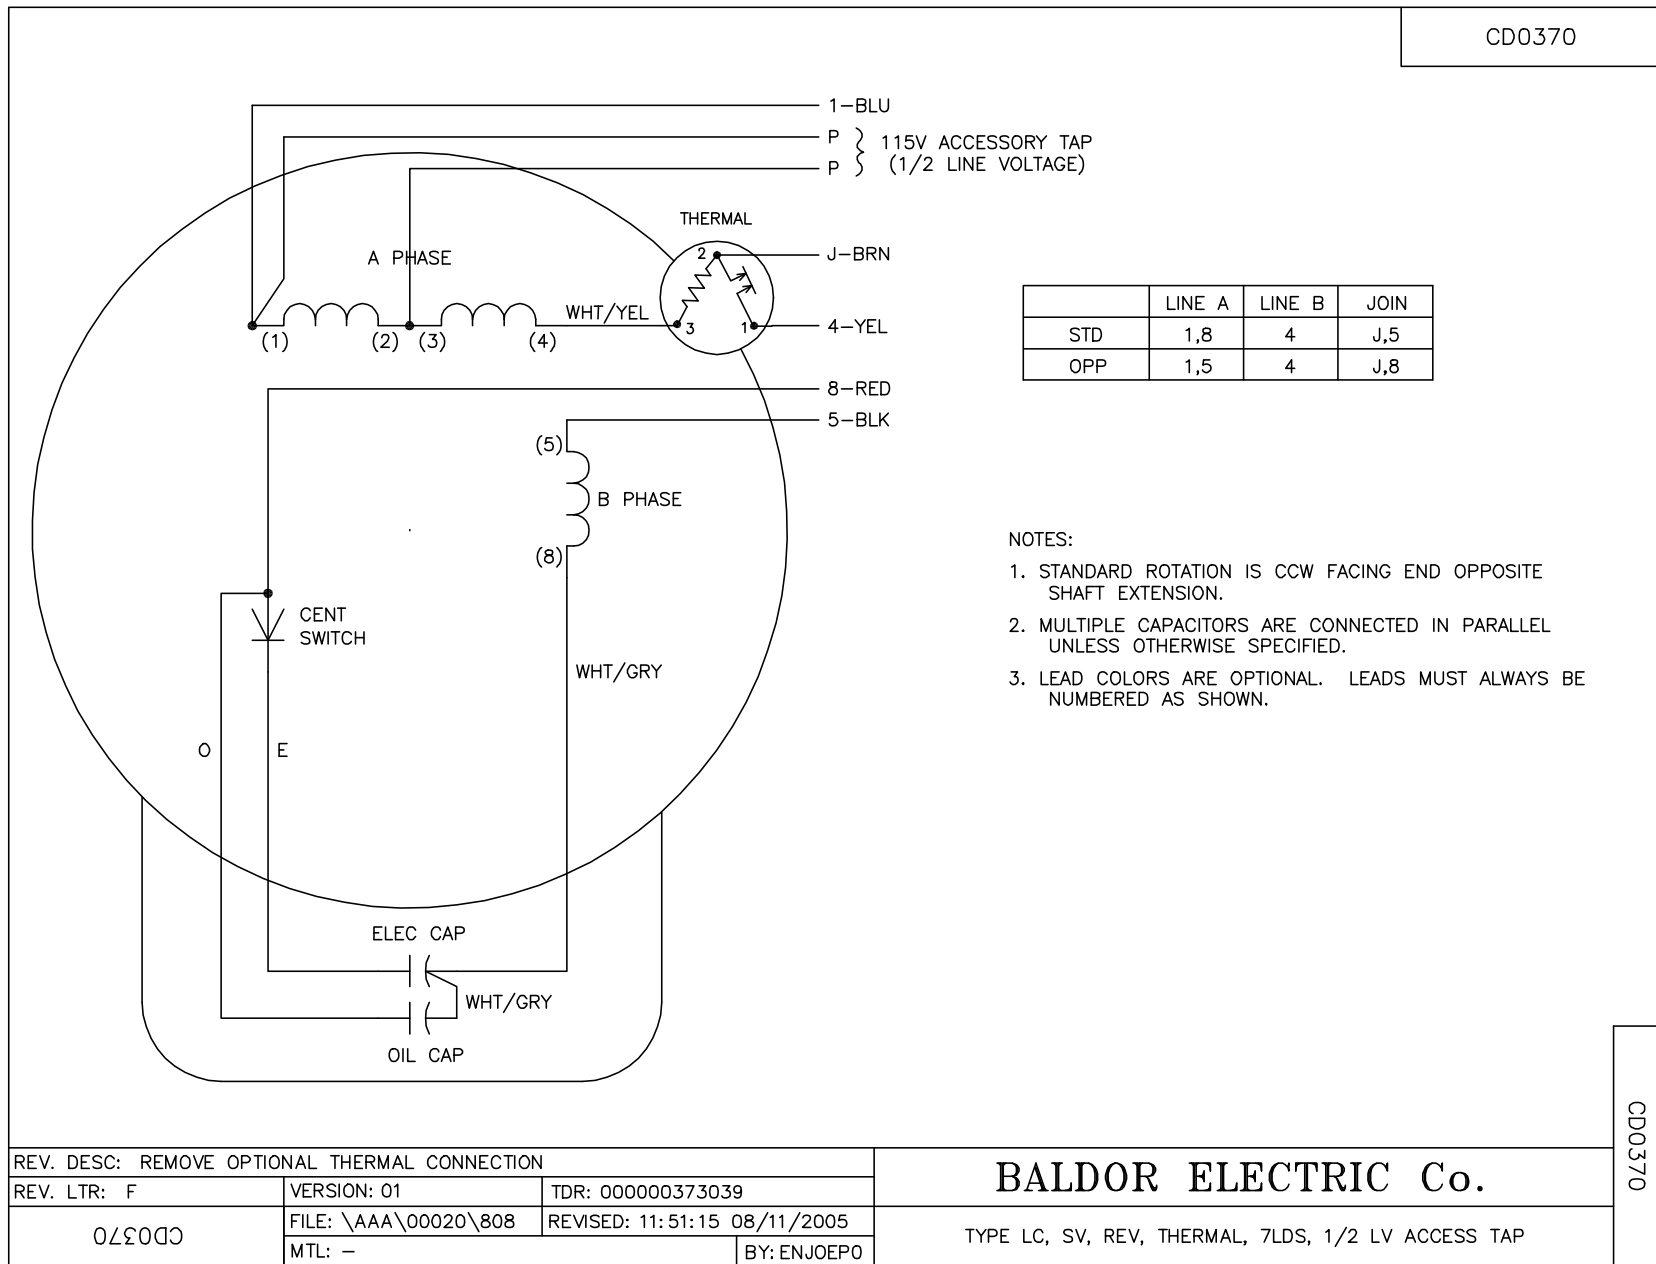 CD0370
1-BLU
P
P
115V ACCESSORY TAP
(1/2 LINE VOLTAGE)
THERMAL
A PHASE
2
J-BRN
WHT/YEL
3
1
4-YEL
(1)
(2)
(3)
(4)
8-RED
5-BLK
(5)
B PHASE
(8)
CENT
SWITCH
WHT/GRY
O
E
ELEC CAP
WHT/GRY
OIL CAP
LINE A LINE B JOIN
STD 1,8 4 J,5
OPP 1,5 4 J,8
NOTES:
1. STANDARD ROTATION IS CCW FACING END OPPOSITE
SHAFT EXTENSION.
2. MULTIPLE CAPACITORS ARE CONNECTED IN PARALLEL
UNLESS OTHERWISE SPECIFIED.
3. LEAD COLORS ARE OPTIONAL. LEADS MUST ALWAYS BE
NUMBERED AS SHOWN.
CD0370
REV. DESC: REMOVE OPTIONAL THERMAL CONNECTION
REV. LTR: F
VERSION: 01
TDR: 000000373039
CD0370
FILE: \AAA\00020\808
REVISED: 11:51:15 08/11/2005
MTL: -
BY: ENJOEP0
BALDOR ELECTRIC Co.
TYPE LC, SV, REV, THERMAL, 7LDS, 1/2 LV ACCESS TAP